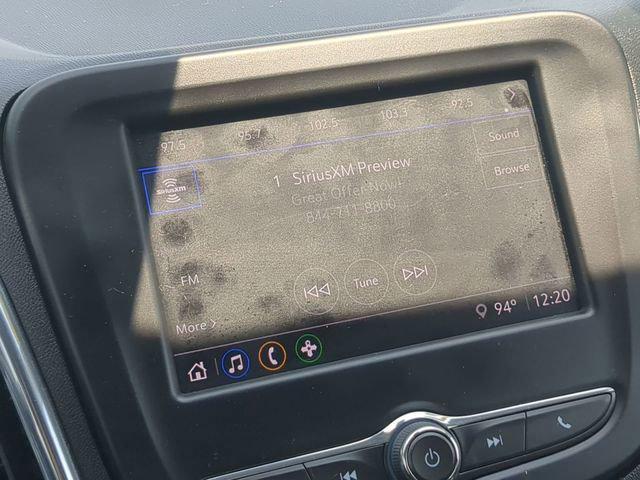 97.5 95.7 102.5 103.3 92.5
Sound
siriusxm
1 SiriusXM Preview
Browse
Great Offer Now!
844-711-8800
FM
Tune
More
94° 12:20